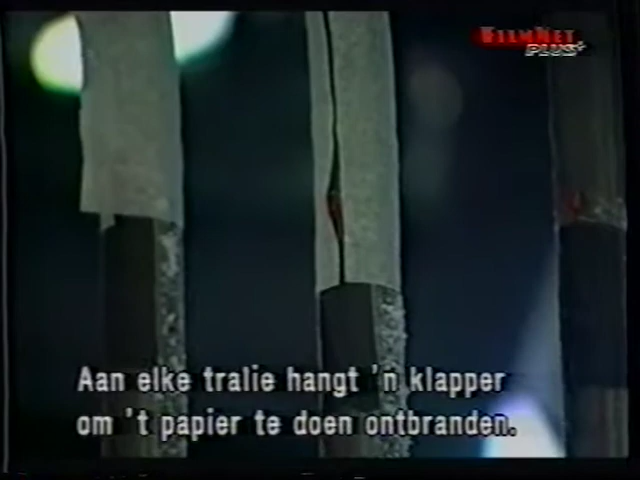 FILMNET
PLUS+
Aan elke tralie hangt 'n klapper
om 't papier te doen ontbranden.